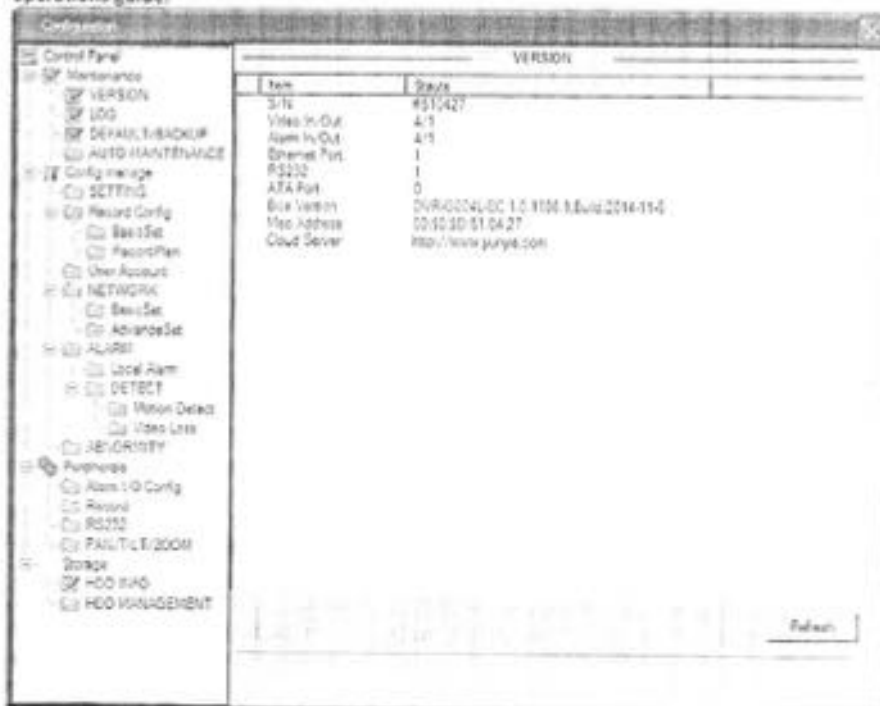 operations guide.
Configuration
Control Panel
Maintenance
VERSION
LOG
DEFAULT/BACKUP
AUTO MAINTENANCE
Config manage
SETTING
Record Config
BasicSet
RecordPlan
User Account
NETWORK
BasicSet
AdvandeSet
ALARM
Local Alarm
DETECT
Motion Detect
Video Loss
Peripherals
Alarm I/O Config
Record
RS232
PAN/TILT/ZOOM
Storage
HDD INFO
HDD MANAGEMENT
VERSION
Item Staute
S/N
Video In/Out 4/1
Alarm In/Out 4/1
Ethernet Port 1
RS232 1
ATA Port 0
Version
Mac Address
Cloud Server
Refresh